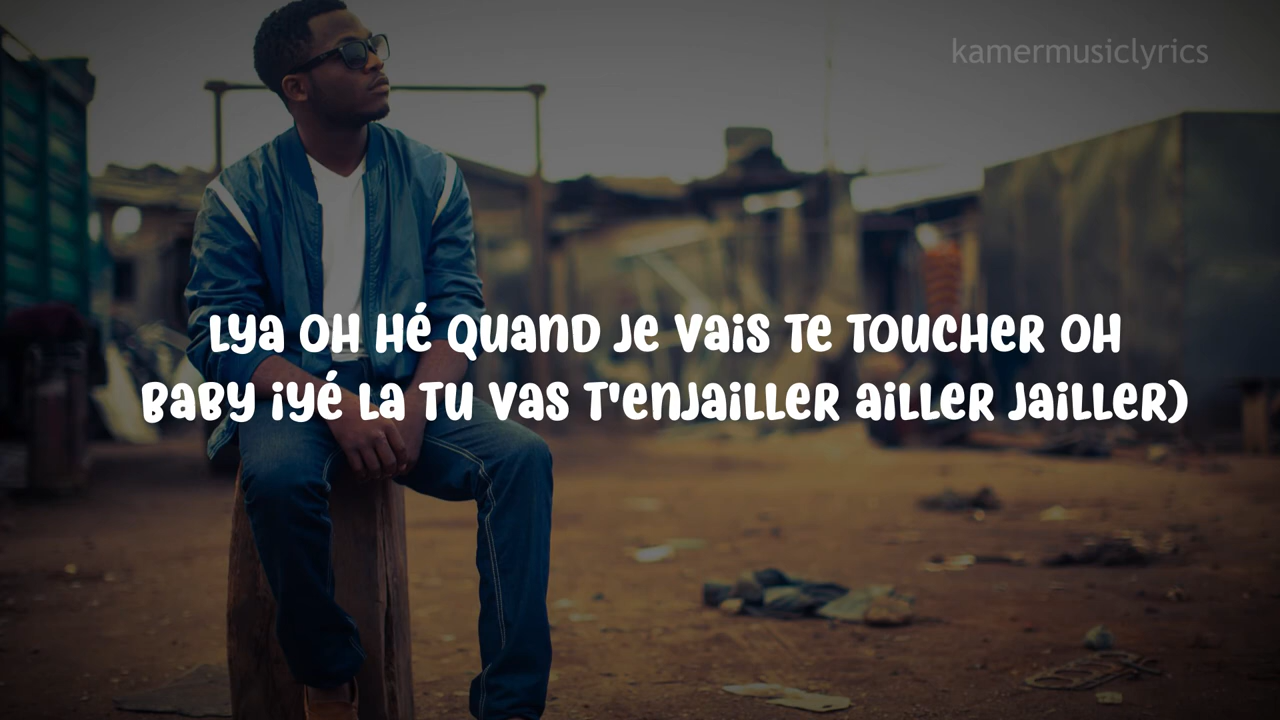 kamermusiclyrics
Lya OH Hé Quand Je vais Te Toucher OH
Baby iyé La Tu vas T'enjailler ailler Jailler)